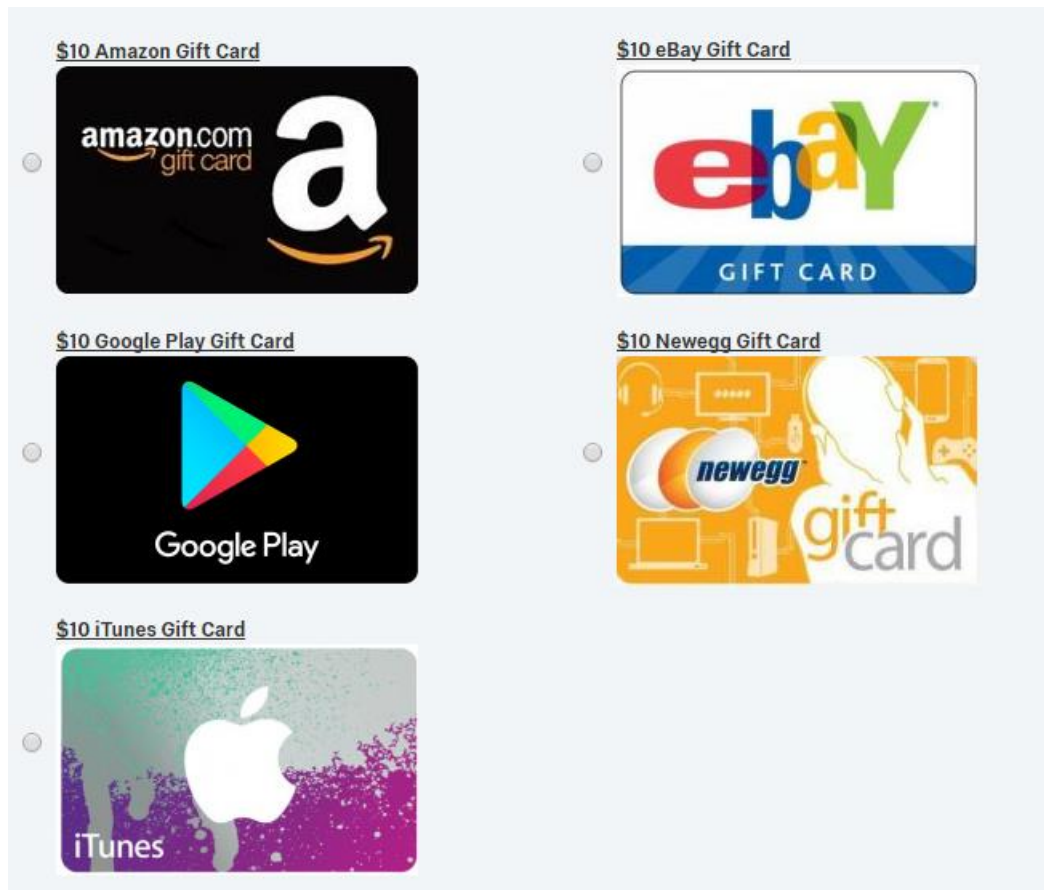 $10 Amazon Gift Card
amazon.com
gift card
a
$10 eBay Gift Card
ebaY
GIFT CARD
$10 Google Play Gift Card
Google Play
$10 Newegg Gift Card
newegg
gift
card
$10 iTunes Gift Card
iTunes